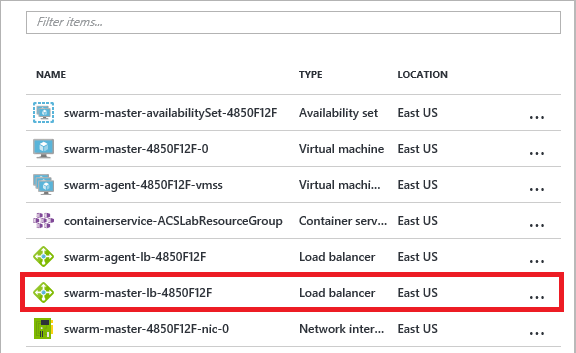 Filter items...
NAME TYPE LOCATION
swarm-master-availabilitySet-4850F12F Availability set East US ...
swarm-master-4850F12F-0 Virtual machine East US ...
swarm-agent-4850F12F-vmss Virtual machi... East US ...
containerservice-ACSLabResourceGroup Container serv... East US ...
swarm-agent-lb-4850F12F Load balancer East US ...
swarm-master-lb-4850F12F Load balancer East US ...
swarm-master-4850F12F-nic-0 Network inter... East US ...